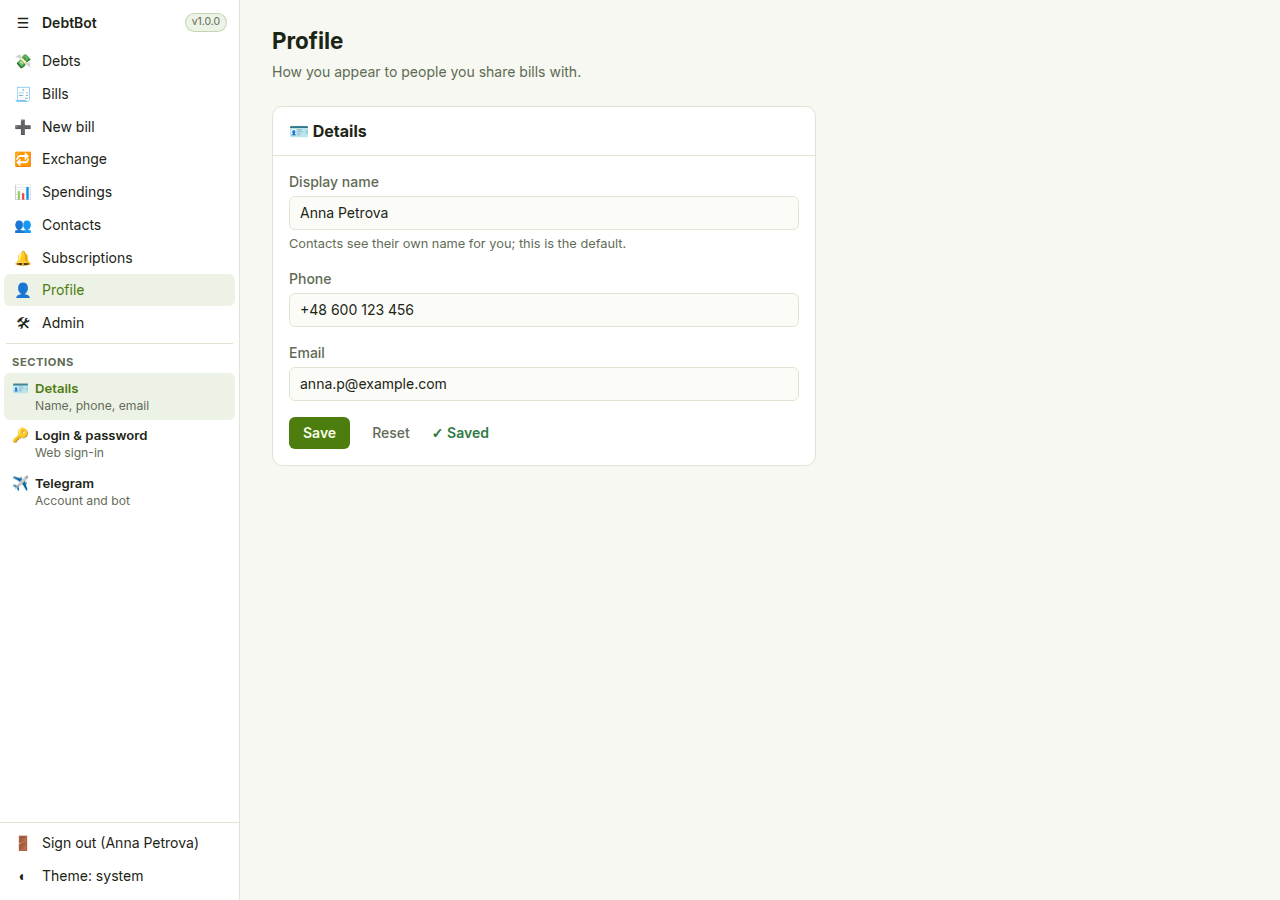 ☰ DebtBot v1.0.0
Debts
Bills
New bill
Exchange
Spendings
Contacts
Subscriptions
Profile
Admin
SECTIONS
Details
Name, phone, email
Login & password
Web sign-in
Telegram
Account and bot
Sign out (Anna Petrova)
Theme: system
Profile
How you appear to people you share bills with.
Details
Display name
Anna Petrova
Contacts see their own name for you; this is the default.
Phone
+48 600 123 456
Email
anna.p@example.com
Save Reset ✓ Saved